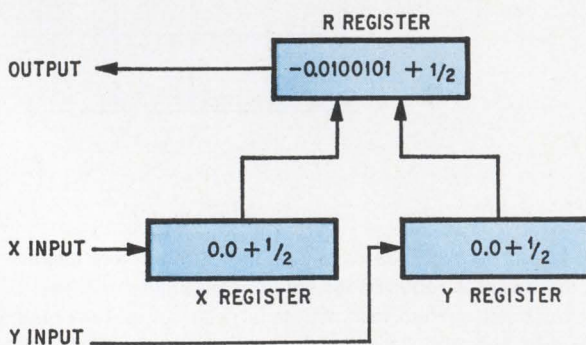 R REGISTER
OUTPUT
-0.0100101 + 1/2
X INPUT
0.0 + 1/2
0.0 + 1/2
X REGISTER
Y REGISTER
Y INPUT